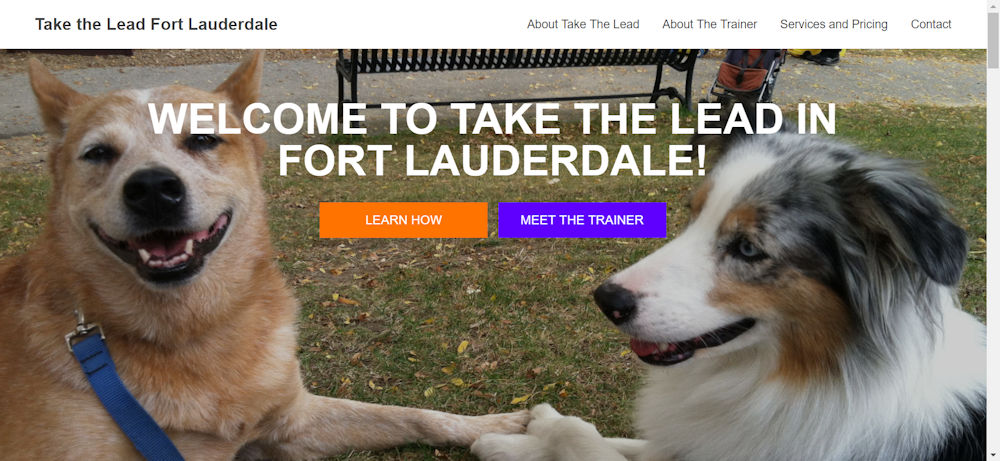 Take the Lead Fort Lauderdale
About Take The Lead
About The Trainer
Services and Pricing
Contact
WELCOME TO TAKE THE LEAD IN
FORT LAUDERDALE!
LEARN HOW
MEET THE TRAINER